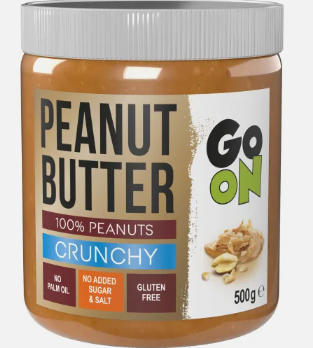 PEANUT
BUTTER
100% PEANUTS
CRUNCHY
NO
PALM OIL
NO ADDED
SUGAR
& SALT
GLUTEN
FREE
GO
ON
500g ℮